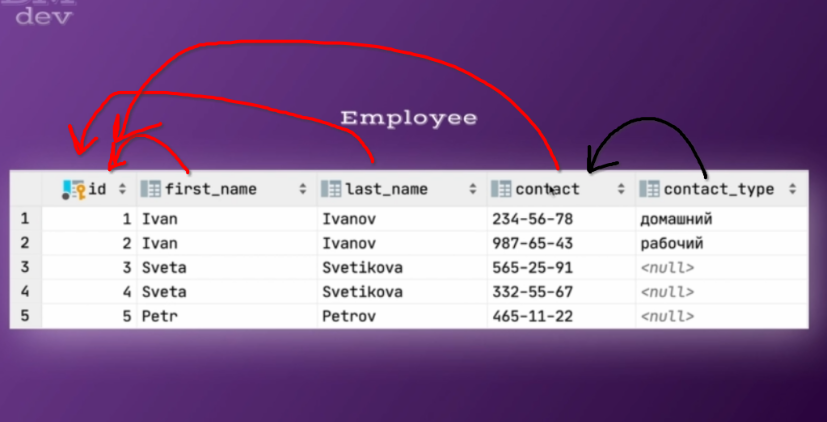 dev
Employee
id first_name last_name contact contact_type
1 1 Ivan Ivanov 234-56-78 домашний
2 2 Ivan Ivanov 987-65-43 рабочий
3 3 Sveta Svetikova 565-25-91 <null>
4 4 Sveta Svetikova 332-55-67 <null>
5 5 Petr Petrov 465-11-22 <null>